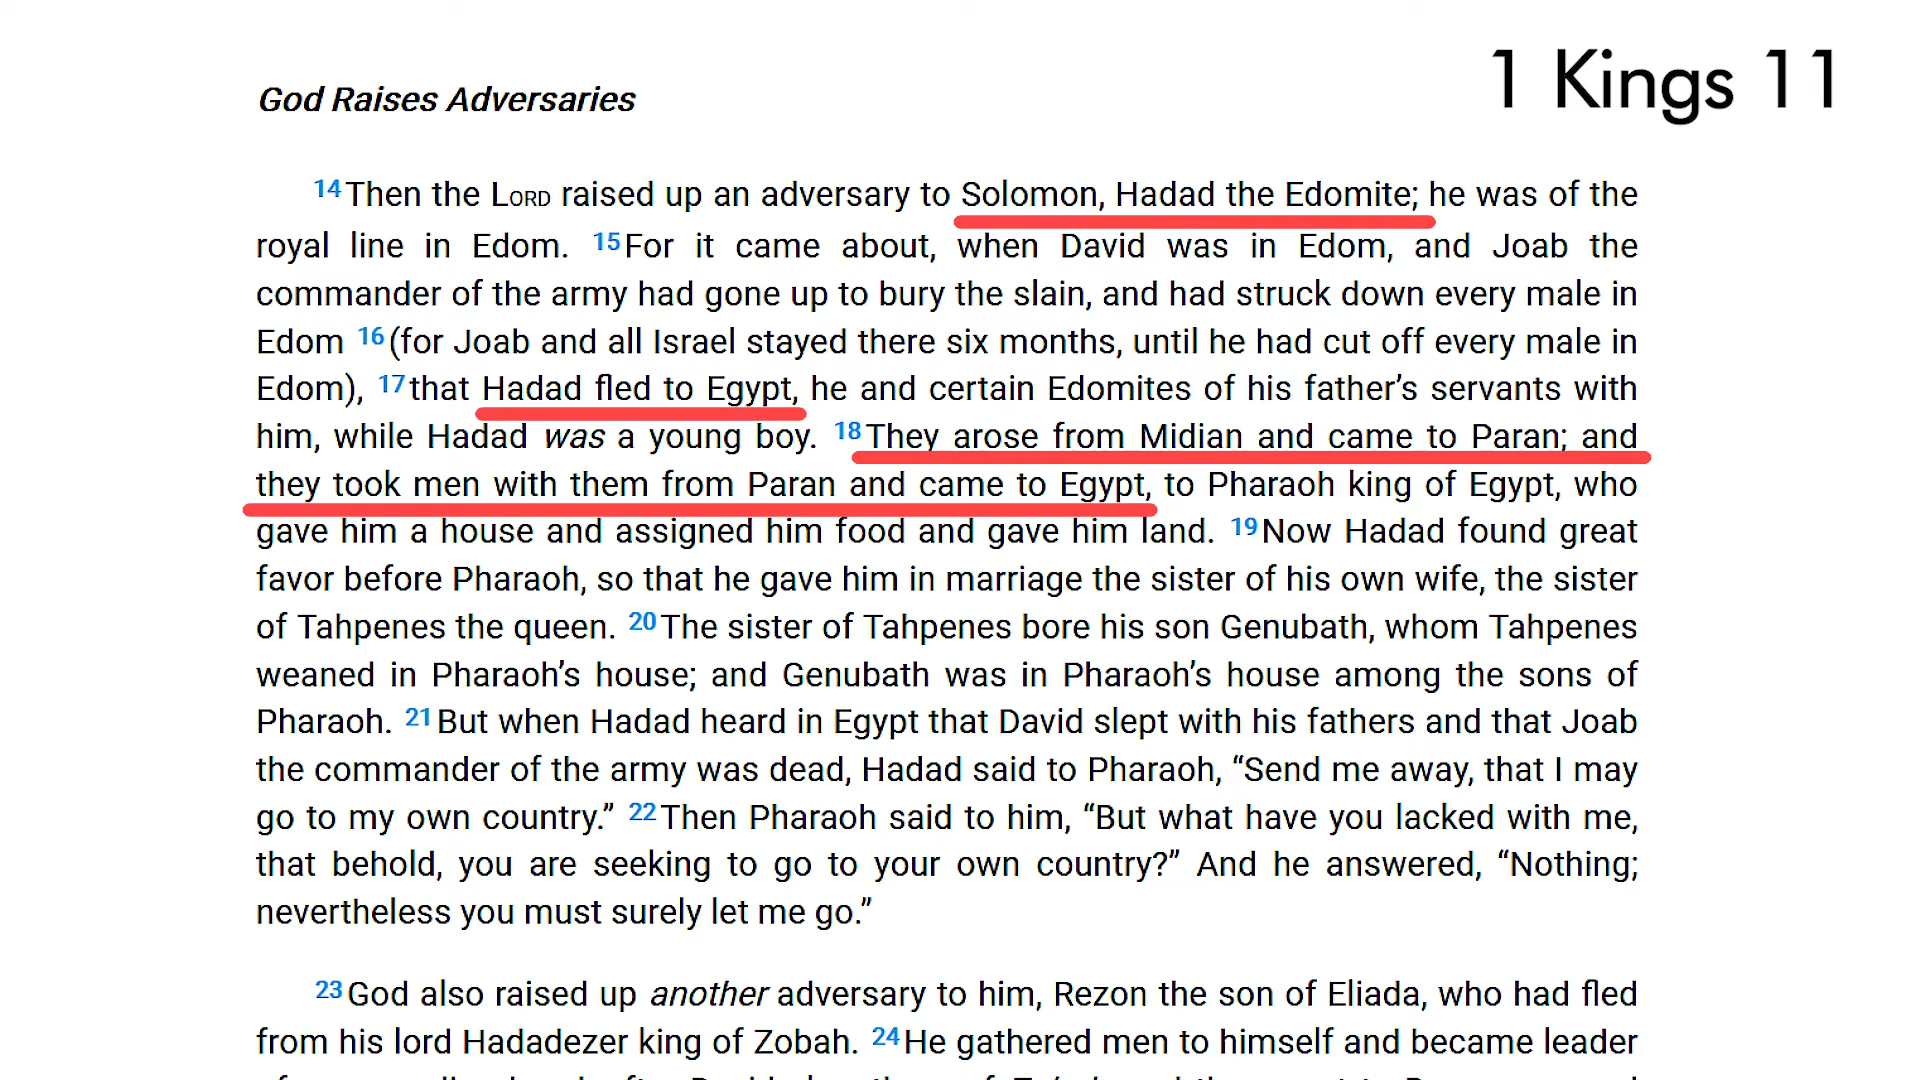 1 Kings 11
God Raises Adversaries
14 Then the LORD raised up an adversary to Solomon, Hadad the Edomite; he was of the
royal line in Edom. 15 For it came about, when David was in Edom, and Joab the
commander of the army had gone up to bury the slain, and had struck down every male in
Edom 16 (for Joab and all Israel stayed there six months, until he had cut off every male in
Edom), 17 that Hadad fled to Egypt, he and certain Edomites of his father’s servants with
him, while Hadad was a young boy. 18 They arose from Midian and came to Paran; and
they took men with them from Paran and came to Egypt, to Pharaoh king of Egypt, who
gave him a house and assigned him food and gave him land. 19 Now Hadad found great
favor before Pharaoh, so that he gave him in marriage the sister of his own wife, the sister
of Tahpenes the queen. 20 The sister of Tahpenes bore his son Genubath, whom Tahpenes
weaned in Pharaoh’s house; and Genubath was in Pharaoh’s house among the sons of
Pharaoh. 21 But when Hadad heard in Egypt that David slept with his fathers and that Joab
the commander of the army was dead, Hadad said to Pharaoh, “Send me away, that I may
go to my own country.” 22 Then Pharaoh said to him, “But what have you lacked with me,
that behold, you are seeking to go to your own country?” And he answered, “Nothing;
nevertheless you must surely let me go.”
23 God also raised up another adversary to him, Rezon the son of Eliada, who had fled
from his lord Hadadezer king of Zobah. 24 He gathered men to himself and became leader